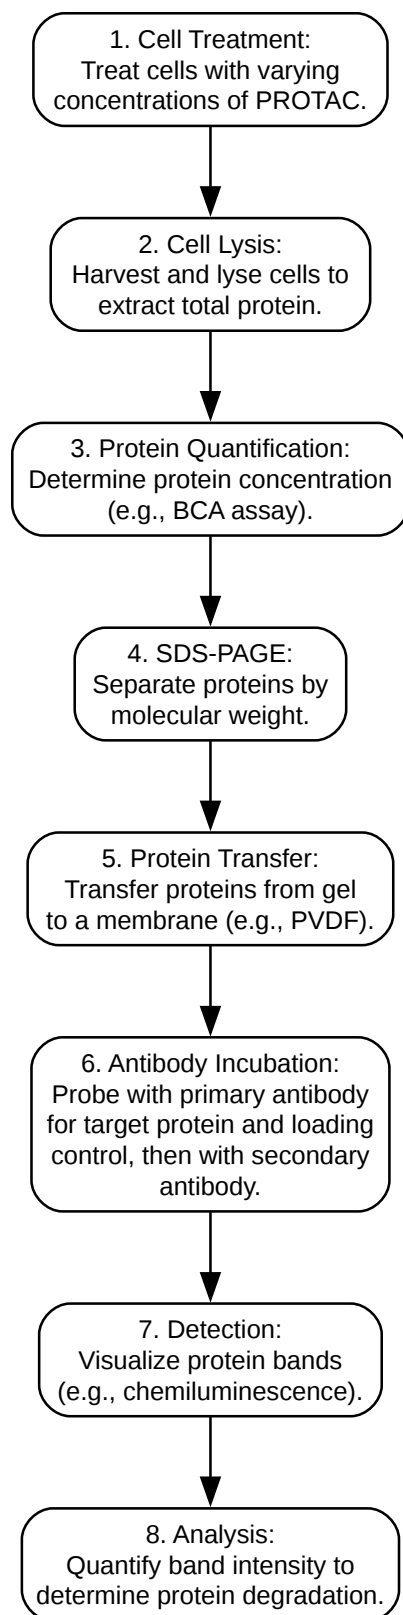 1. Cell Treatment:
Treat cells with varying
concentrations of PROTAC.
2. Cell Lysis:
Harvest and lyse cells to
extract total protein.
3. Protein Quantification:
Determine protein concentration
(e.g., BCA assay).
4. SDS-PAGE:
Separate proteins by
molecular weight.
5. Protein Transfer:
Transfer proteins from gel
to a membrane (e.g., PVDF).
6. Antibody Incubation:
Probe with primary antibody
for target protein and loading
control, then with secondary
antibody.
7. Detection:
Visualize protein bands
(e.g., chemiluminescence).
8. Analysis:
Quantify band intensity to
determine protein degradation.